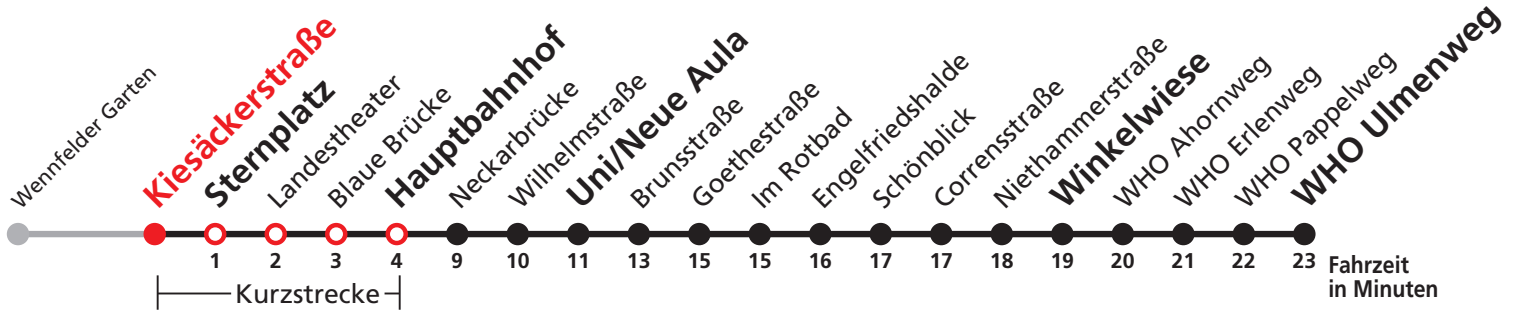 Wennfelder Garten
Kiesäckerstraße
Sternplatz
Landestheater
Blaue Brücke
Hauptbahnhof
Neckarbrücke
Wilhelmstraße
Uni/Neue Aula
Brunsstraße
Goethestraße
Im Rotbad
Engelfriedshalde
Schönblick
Corrensstraße
Niethammerstraße
Winkelwiese
WHO Ahornweg
WHO Erlenweg
WHO Pappelweg
WHO Ulmenweg
1 2 3 4 9 10 11 13 15 15 16 17 17 18 19 20 21 22 23 Fahrzeit
in Minuten
Kurzstrecke